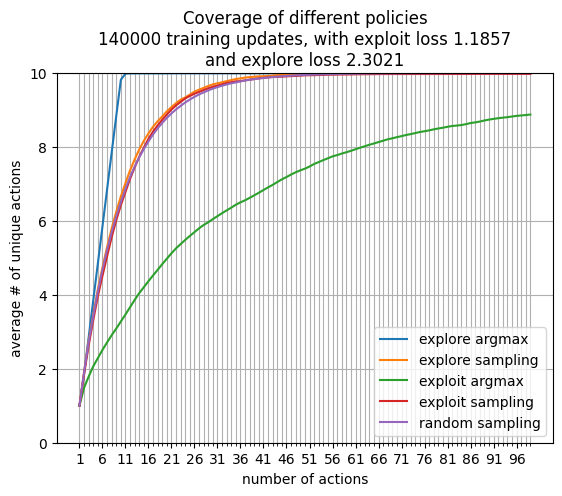 Coverage of different policies
140000 training updates, with exploit loss 1.1857
and explore loss 2.3021
average # of unique actions
10
8
6
4
2
0
explore argmax
explore sampling
exploit argmax
exploit sampling
random sampling
1 6 11 16 21 26 31 36 41 46 51 56 61 66 71 76 81 86 91 96
number of actions